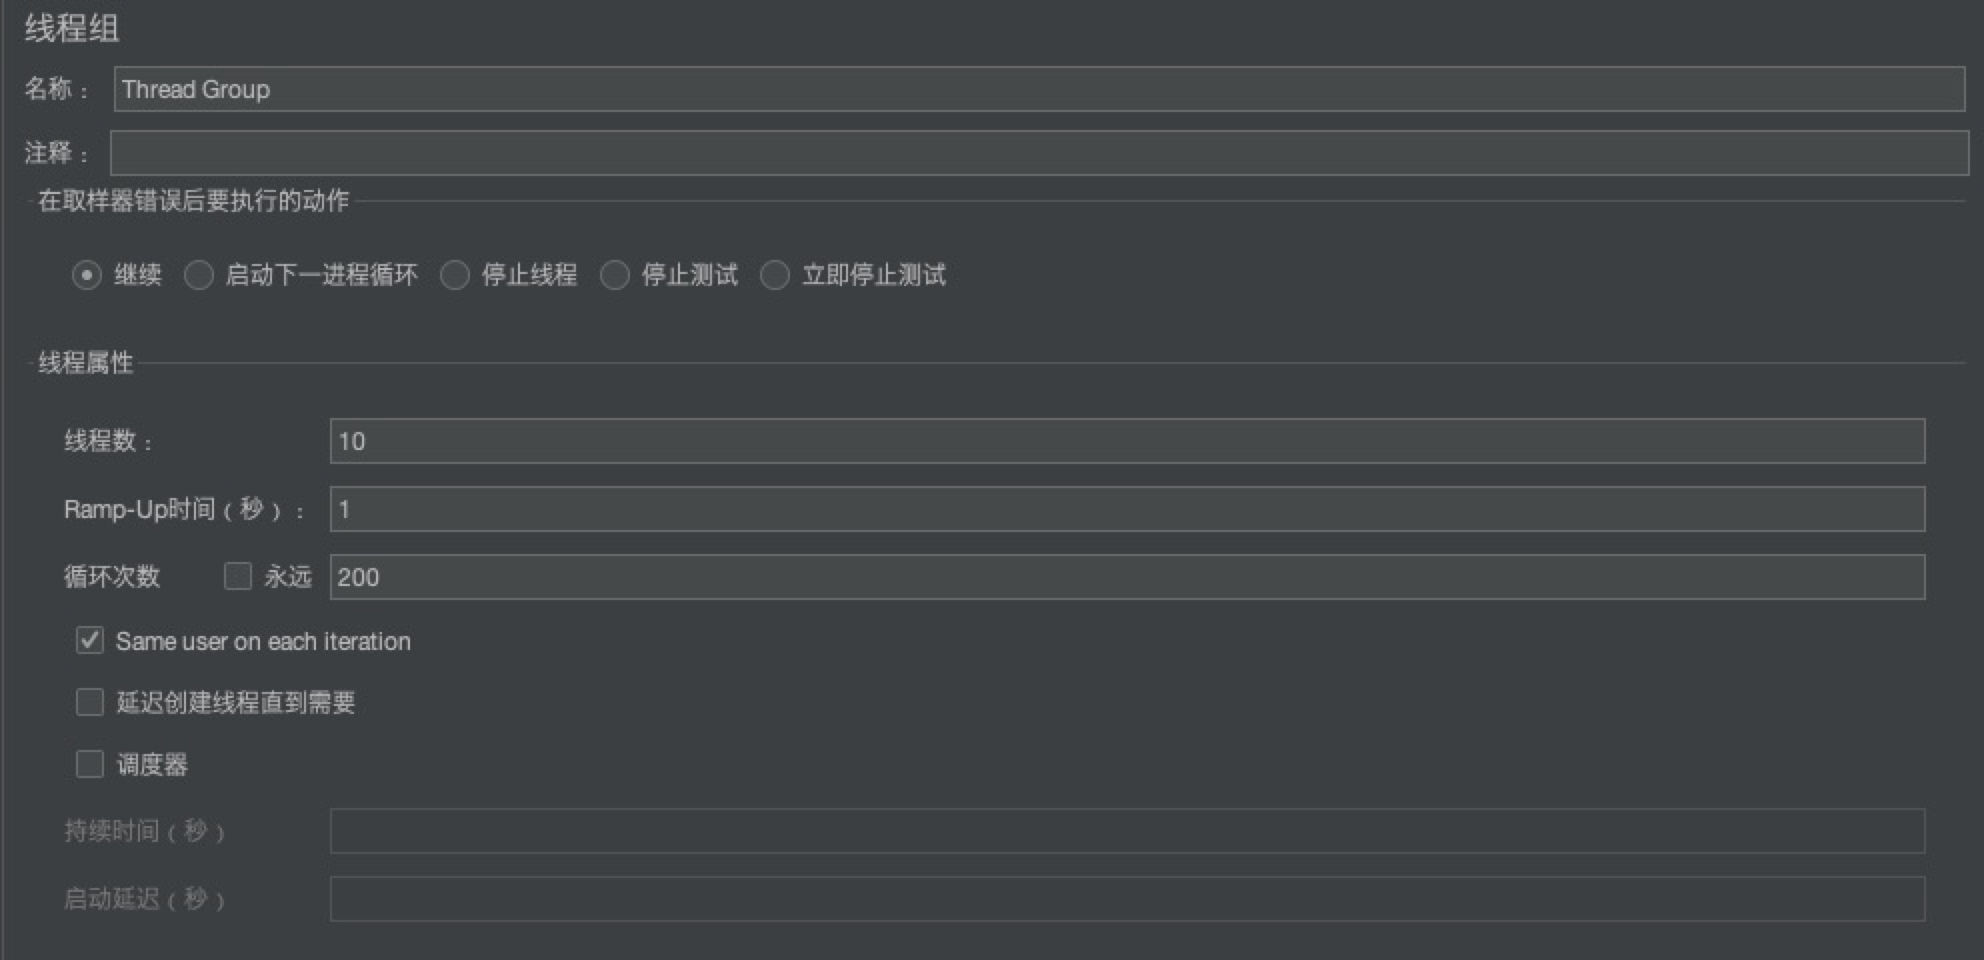 线程组
名称： Thread Group
注释：
在取样器错误后要执行的动作
继续 启动下一进程循环 停止线程 停止测试 立即停止测试
线程属性
线程数： 10
Ramp-Up时间（秒）： 1
循环次数 永远 200
Same user on each iteration
延迟创建线程直到需要
调度器
持续时间（秒）
启动延迟（秒）